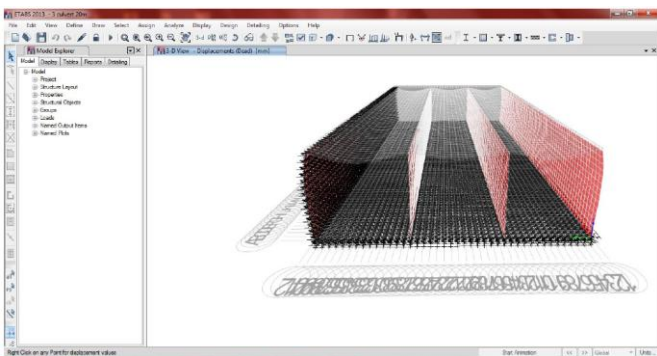 ETABS 2013 - 3 culvert 20m
File Edit View Define Draw Select Assign Analyze Display Design Detailing Options Help
Model Explorer
3-D View - Displacements (Dead) [mm]
Model Display Tables Reports Detailing
Model
Project
Structure Layout
Properties
Structural Objects
Groups
Loads
Named Output Items
Named Plots
Right Click on any Point for displacement values
Start Animation
<< >> Global
Units...